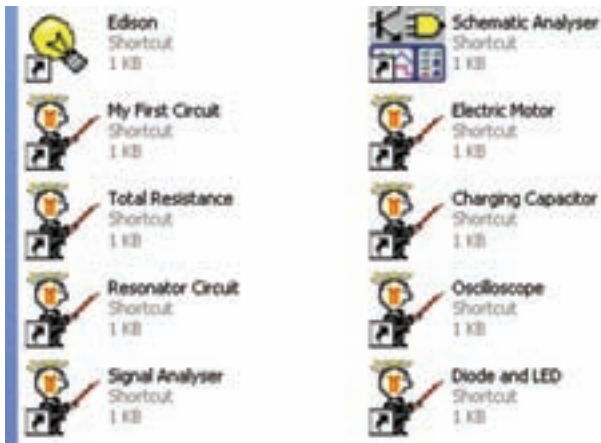 Edison
Shortcut
1 KB
Schematic Analyser
Shortcut
1 KB
My First Circuit
Shortcut
1 KB
Electric Motor
Shortcut
1 KB
Total Resistance
Shortcut
1 KB
Charging Capacitor
Shortcut
1 KB
Resonator Circuit
Shortcut
1 KB
Oscilloscope
Shortcut
1 KB
Signal Analyser
Shortcut
1 KB
Diode and LED
Shortcut
1 KB